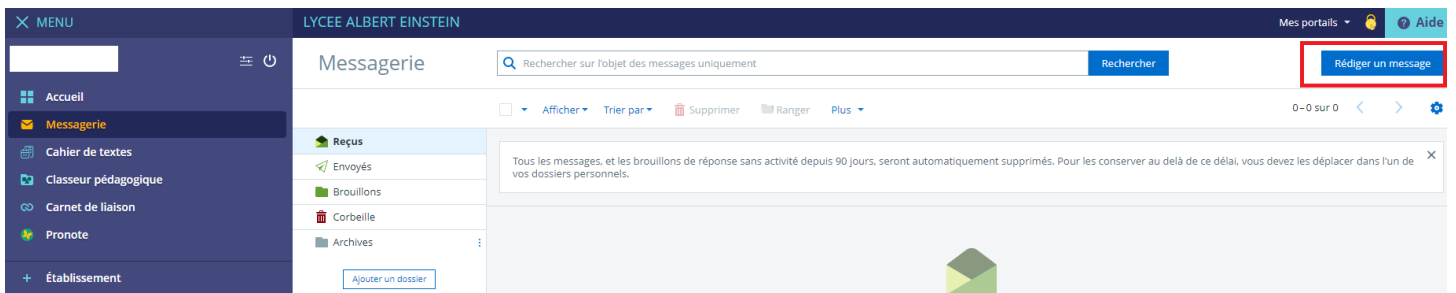 MENU
LYCEE ALBERT EINSTEIN
Mes portails
Aide
Messagerie
Rechercher sur l'objet des messages uniquement
Rechercher
Rédiger un message
Accueil
Messagerie
Cahier de textes
Classeur pédagogique
Carnet de liaison
Pronote
Établissement
Afficher
Trier par
Supprimer
Ranger
Plus
0-0 sur 0
Reçus
Envoyés
Brouillons
Corbeille
Archives
Ajouter un dossier
Tous les messages, et les brouillons de réponse sans activité depuis 90 jours, seront automatiquement supprimés. Pour les conserver au delà de ce délai, vous devez les déplacer dans l'un de
vos dossiers personnels.